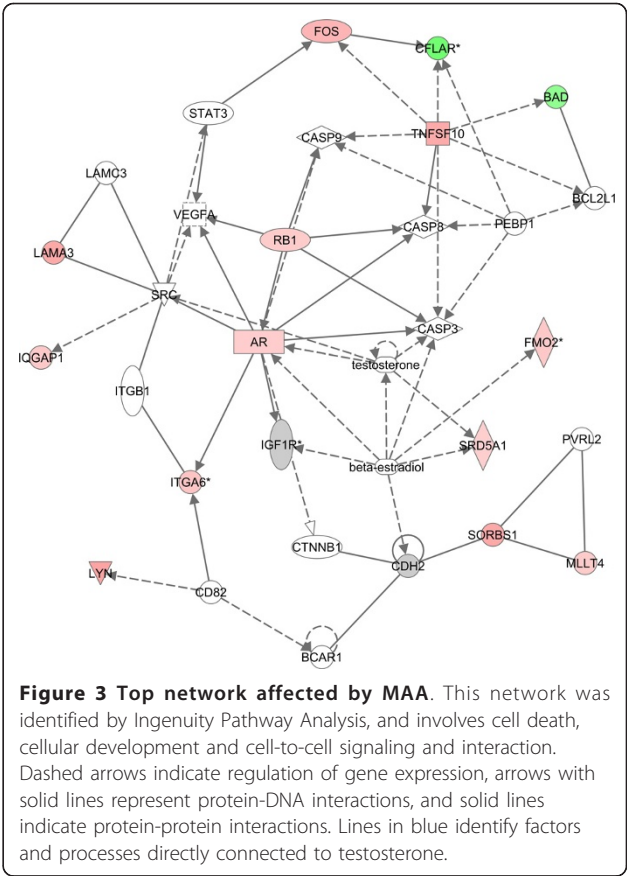 FOS
CFLAR*
BAD
STAT3
TNFSF10
CASP9
LAMC3
BCL2L1
VEGFA
CASP8
PEBP1
RB1
LAMA3
SRC
CASP3
AR
FMO2*
IQGAP1
testosterone
ITGB1
IGF1R*
SRD5A1
PVRL2
beta-estradiol
ITGA6*
SORBS1
CTNNB1
MLLT4
CDH2
LYN
CD82
BCAR1
Figure 3 Top network affected by MAA. This network was
identified by Ingenuity Pathway Analysis, and involves cell death,
cellular development and cell-to-cell signaling and interaction.
Dashed arrows indicate regulation of gene expression, arrows with
solid lines represent protein-DNA interactions, and solid lines
indicate protein-protein interactions. Lines in blue identify factors
and processes directly connected to testosterone.